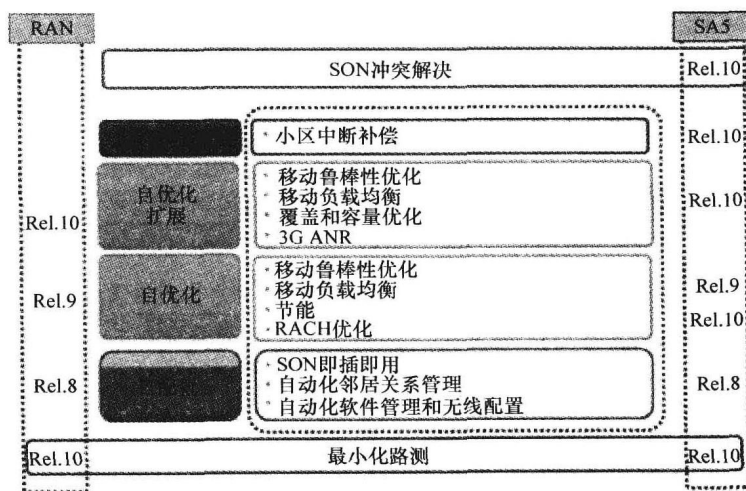 RAN
SA5
SON冲突解决
Rel.10
小区中断补偿
Rel.10
自优化
扩展
移动鲁棒性优化
移动负载均衡
覆盖和容量优化
3G ANR
Rel.10
Rel.10
自优化
移动鲁棒性优化
移动负载均衡
节能
RACH优化
Rel.9
Rel.9
Rel.10
SON即插即用
自动化邻居关系管理
自动化软件管理和无线配置
Rel.8
Rel.8
Rel.10
最小化路测
Rel.10